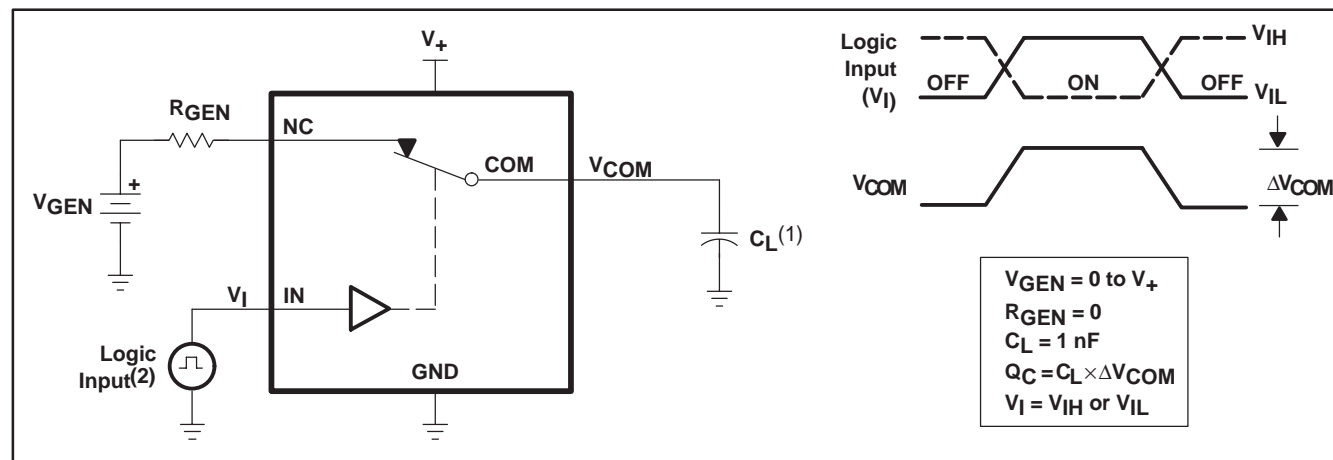 V+
RGEN
NC
COM
VCOM
VGEN
+
CL(1)
VI
IN
Logic
Input(2)
GND
Logic
Input
(VI)
VIH
OFF
ON
OFF
VIL
VCOM
ΔVCOM
VGEN = 0 to V+
RGEN = 0
CL = 1 nF
QC = CL × ΔVCOM
VI = VIH or VIL